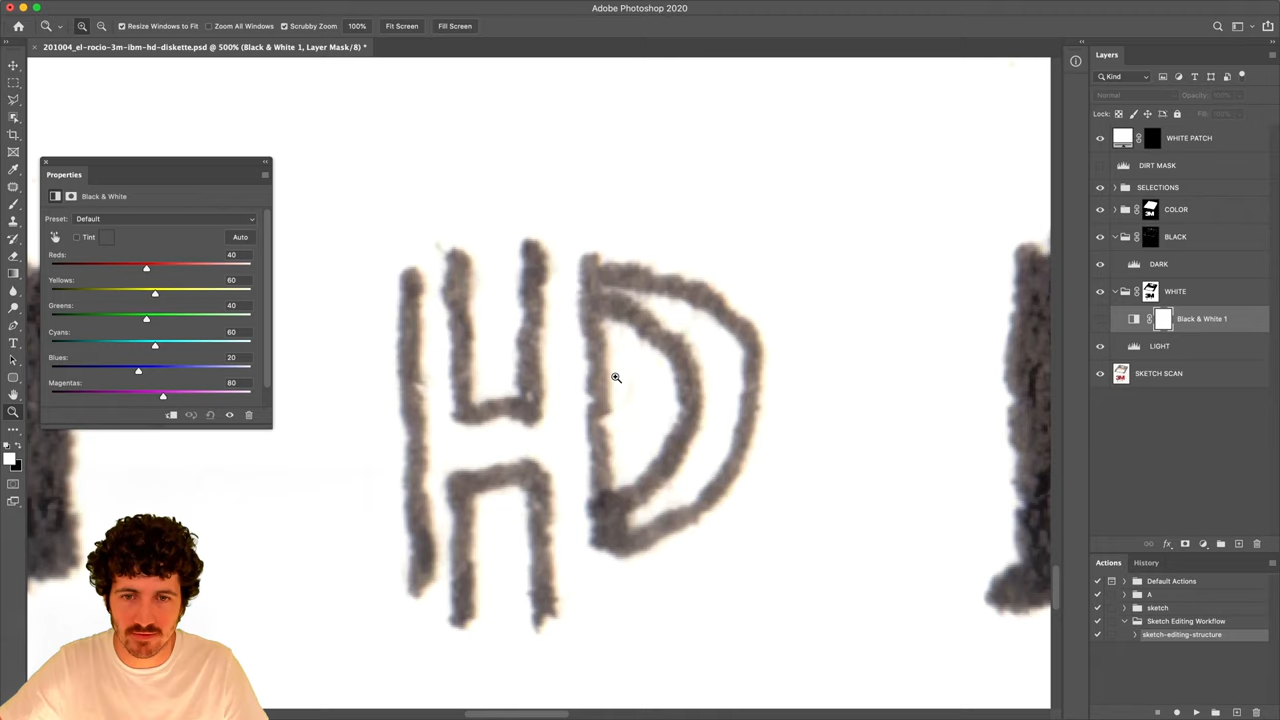 Adobe Photoshop 2020
Resize Windows to Fit
Zoom All Windows
Scrubby Zoom
100%
Fit Screen
Fill Screen
201004_el-rocio-3m-ibm-hd-diskette.psd @ 500% (Black & White 1, Layer Mask/8) *
Properties
Black & White
Preset: Default
Tint
Auto
Reds: 40
Yellows: 60
Greens: 40
Cyans: 60
Blues: 20
Magentas: 80
HD
Layers
Kind
Normal
Opacity: 100%
Lock:
Fill: 100%
WHITE PATCH
DIRT MASK
SELECTIONS
3M
COLOR
BLACK
DARK
WHITE
Black & White 1
LIGHT
SKETCH SCAN
fx
Actions
History
Default Actions
A
sketch
Sketch Editing Workflow
sketch-editing-structure